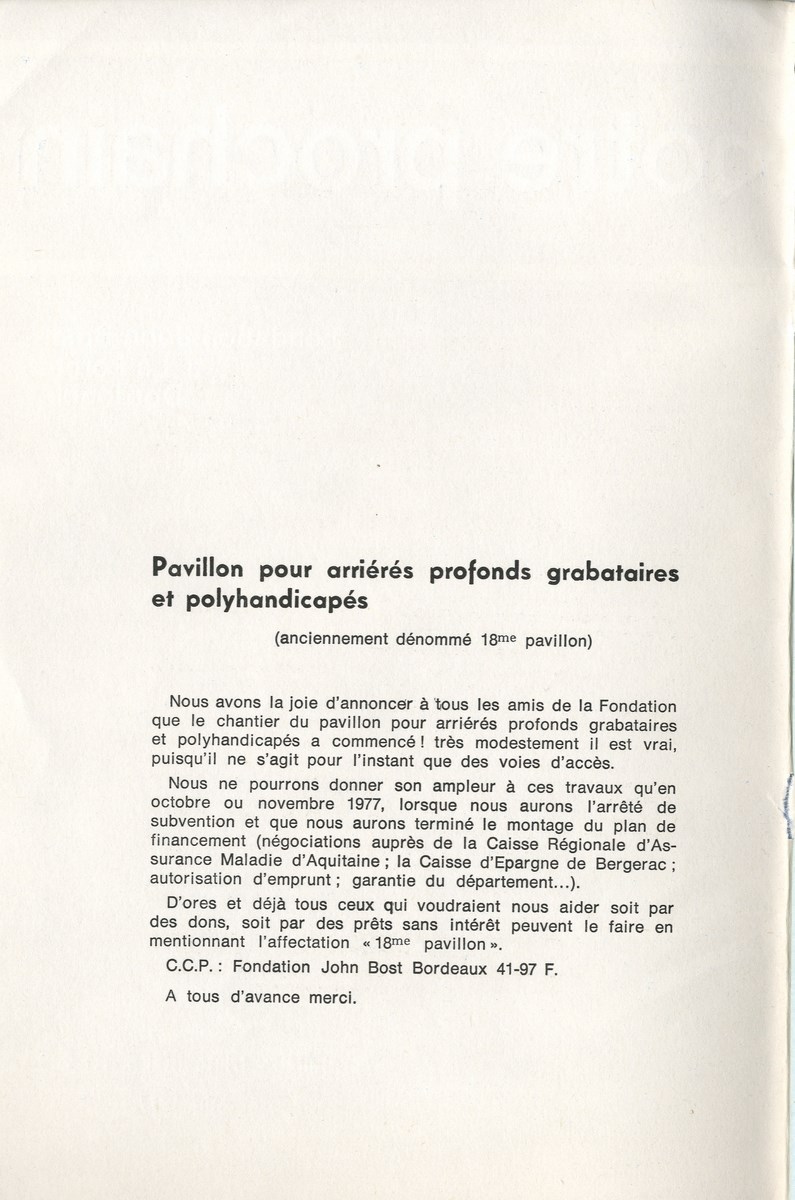 Pavillon pour arriérés profonds grabataires
et polyhandicapés
(anciennement dénommé 18me pavillon)
Nous avons la joie d'annoncer à tous les amis de la Fondation
que le chantier du pavillon pour arriérés profonds grabataires
et polyhandicapés a commencé ! très modestement il est vrai,
puisqu'il ne s'agit pour l'instant que des voies d'accès.
Nous ne pourrons donner son ampleur à ces travaux qu'en
octobre ou novembre 1977, lorsque nous aurons l'arrêté de
subvention et que nous aurons terminé le montage du plan de
financement (négociations auprès de la Caisse Régionale d'As-
surance Maladie d'Aquitaine ; la Caisse d'Epargne de Bergerac ;
autorisation d'emprunt ; garantie du département...).
D'ores et déjà tous ceux qui voudraient nous aider soit par
des dons, soit par des prêts sans intérêt peuvent le faire en
mentionnant l'affectation « 18me pavillon ».
C.C.P. : Fondation John Bost Bordeaux 41-97 F.
A tous d'avance merci.